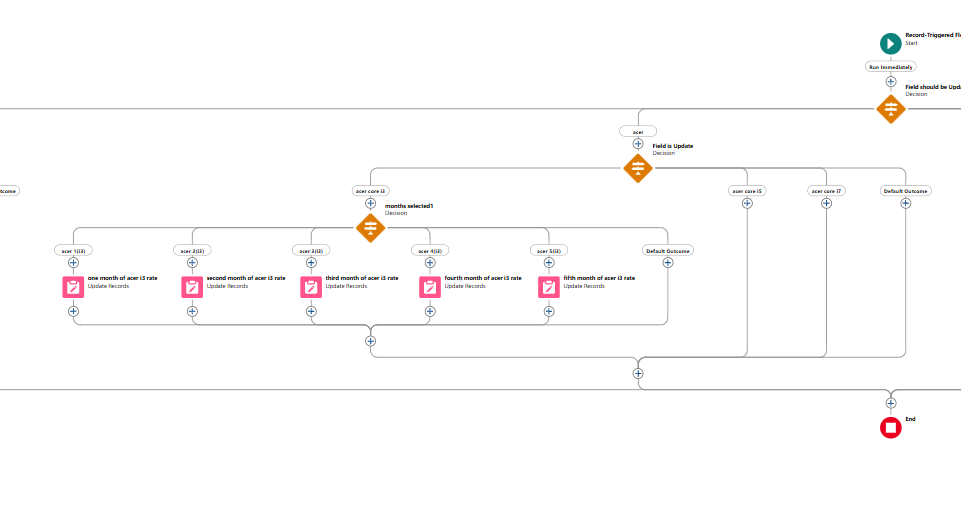 Record-Triggered Fl
Start
Run Immediately
Field should be Upda
Decision
acer
Field is Update
Decision
tcome
acer core i3
acer core i5
acer core i7
Default Outcome
months selected1
Decision
acer 1(i3)
acer 2(i3)
acer 3(i3)
acer 4(i3)
acer 5(i3)
Default Outcome
one month of acer i3 rate
Update Records
second month of acer i3 rate
Update Records
third month of acer i3 rate
Update Records
fourth month of acer i3 rate
Update Records
fifth month of acer i3 rate
Update Records
End